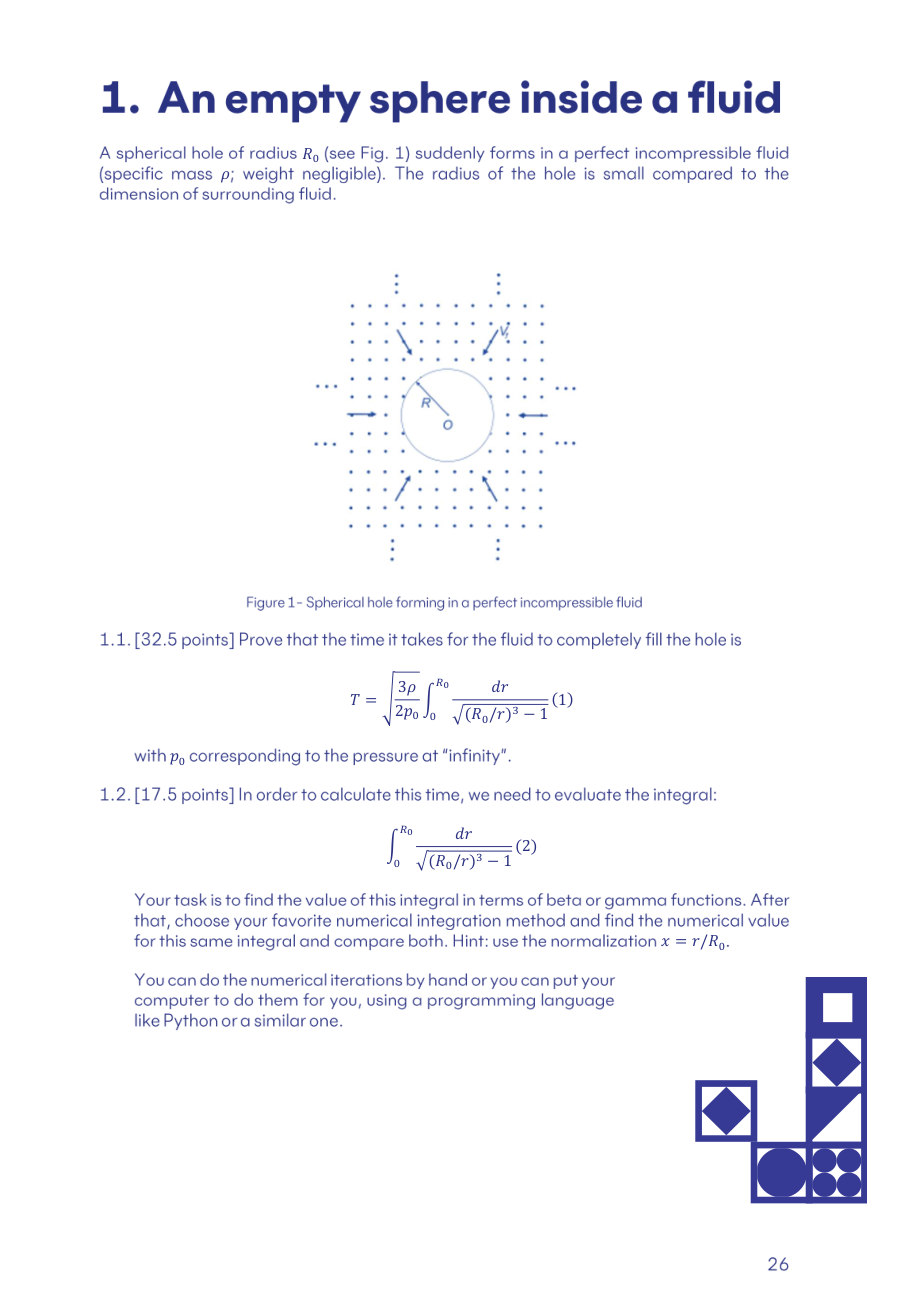 1. An empty sphere inside a fluid
A spherical hole of radius R₀ (see Fig. 1) suddenly forms in a perfect incompressible fluid
(specific mass ρ; weight negligible). The radius of the hole is small compared to the
dimension of surrounding fluid.
V₁
R
O
Figure 1- Spherical hole forming in a perfect incompressible fluid
1.1. [32.5 points] Prove that the time it takes for the fluid to completely fill the hole is
T = √(3ρ/2p₀) ∫₀^R₀ dr/√((R₀/r)³ − 1) (1)
with p₀ corresponding to the pressure at "infinity".
1.2. [17.5 points] In order to calculate this time, we need to evaluate the integral:
∫₀^R₀ dr/√((R₀/r)³ − 1) (2)
Your task is to find the value of this integral in terms of beta or gamma functions. After
that, choose your favorite numerical integration method and find the numerical value
for this same integral and compare both. Hint: use the normalization x = r/R₀.
You can do the numerical iterations by hand or you can put your
computer to do them for you, using a programming language
like Python or a similar one.
26